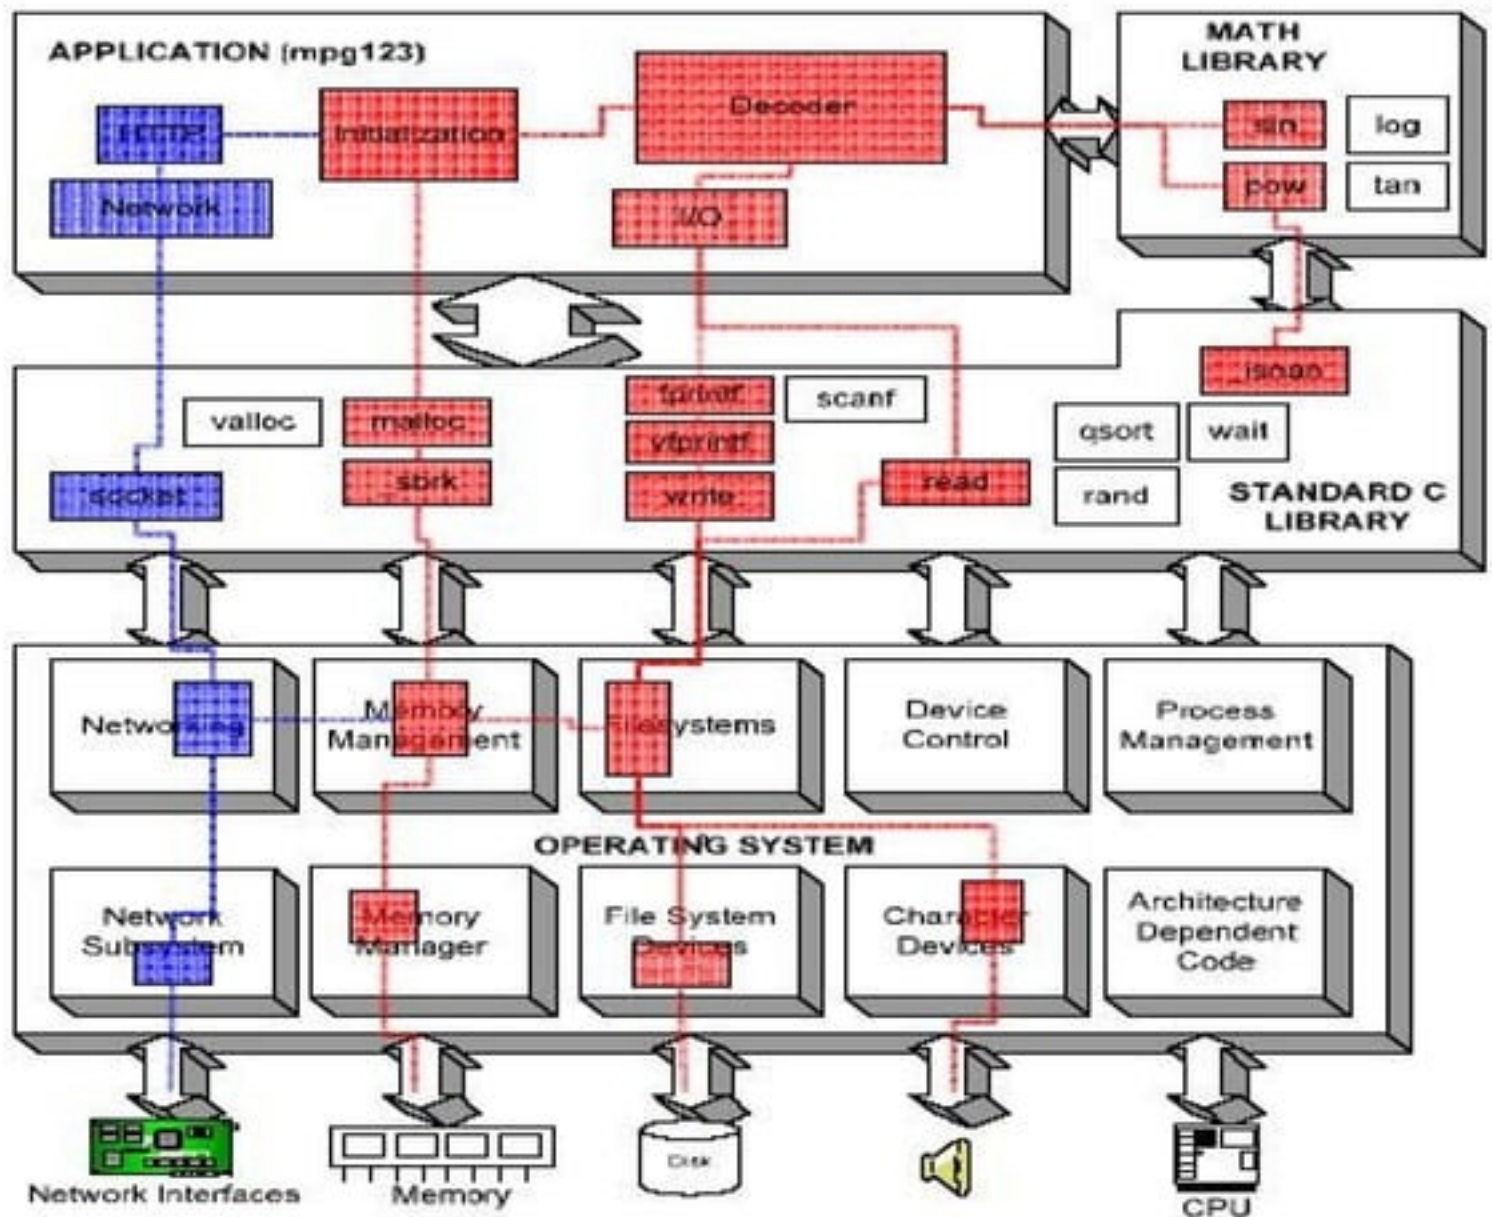 APPLICATION (mpg123)
MATH
LIBRARY
HTTP
Initialization
Decoder
sin
log
Network
I/O
pow
tan
isnan
valloc
malloc
fprintf
scanf
qsort
wait
vfprintf
socket
sbrk
write
read
rand
STANDARD C
LIBRARY
Networking
Memory
Management
Filesystems
Device
Control
Process
Management
OPERATING SYSTEM
Network
Subsystem
Memory
Manager
File System
Devices
Character
Devices
Architecture
Dependent
Code
Network Interfaces
Memory
Disk
CPU